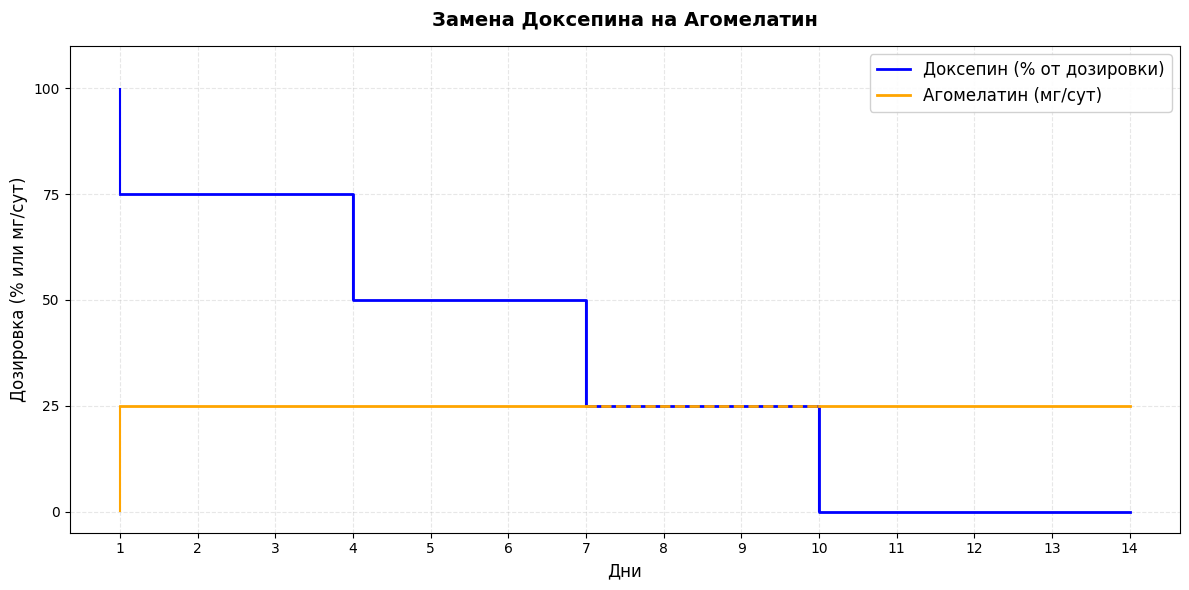 Замена Доксепина на Агомелатин
Доксепин (% от дозировки)
Агомелатин (мг/сут)
Дозировка (% или мг/сут)
100
75
50
25
0
1 2 3 4 5 6 7 8 9 10 11 12 13 14
Дни